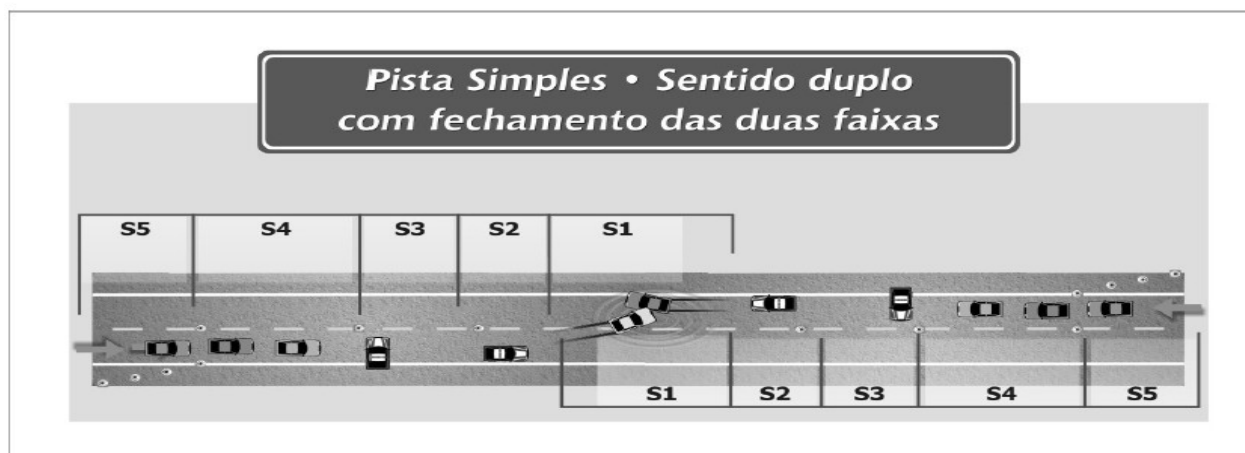 Pista Simples • Sentido duplo
com fechamento das duas faixas
S5 S4 S3 S2 S1
S1 S2 S3 S4 S5